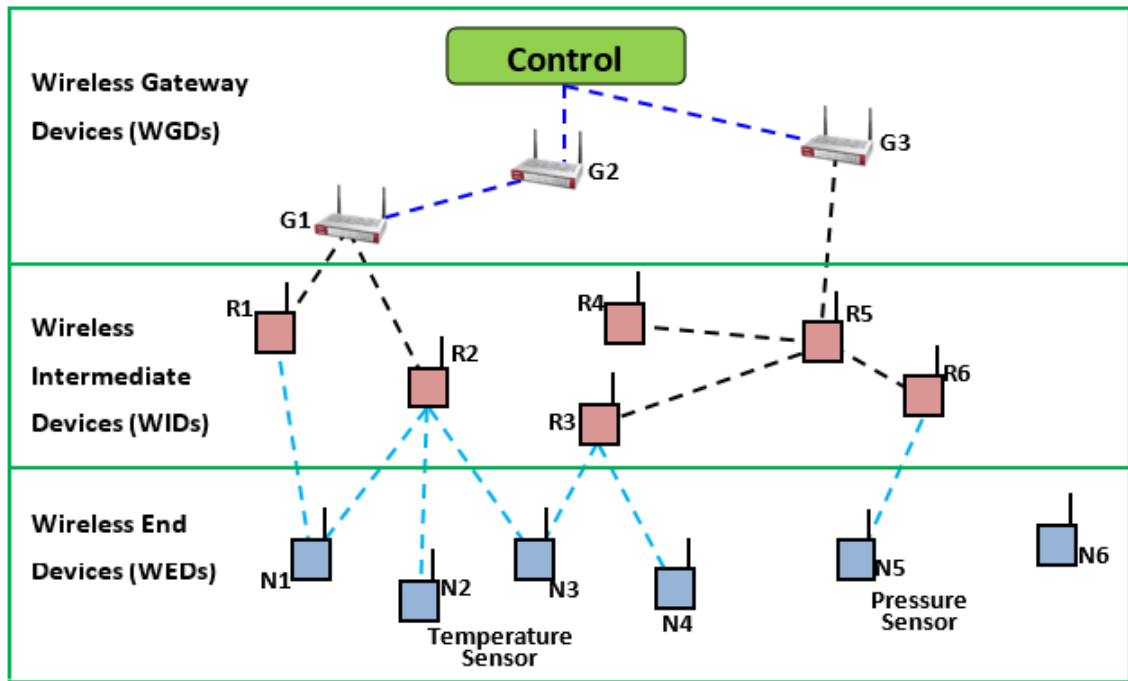 Control
Wireless Gateway
Devices (WGDs)
G3
G2
G1
R4
R1
R5
Wireless
R2
R6
Intermediate
R3
Devices (WIDs)
Wireless End
Devices (WEDs)
N6
N1
N2
N3
N5
N4
Pressure
Sensor
Temperature
Sensor